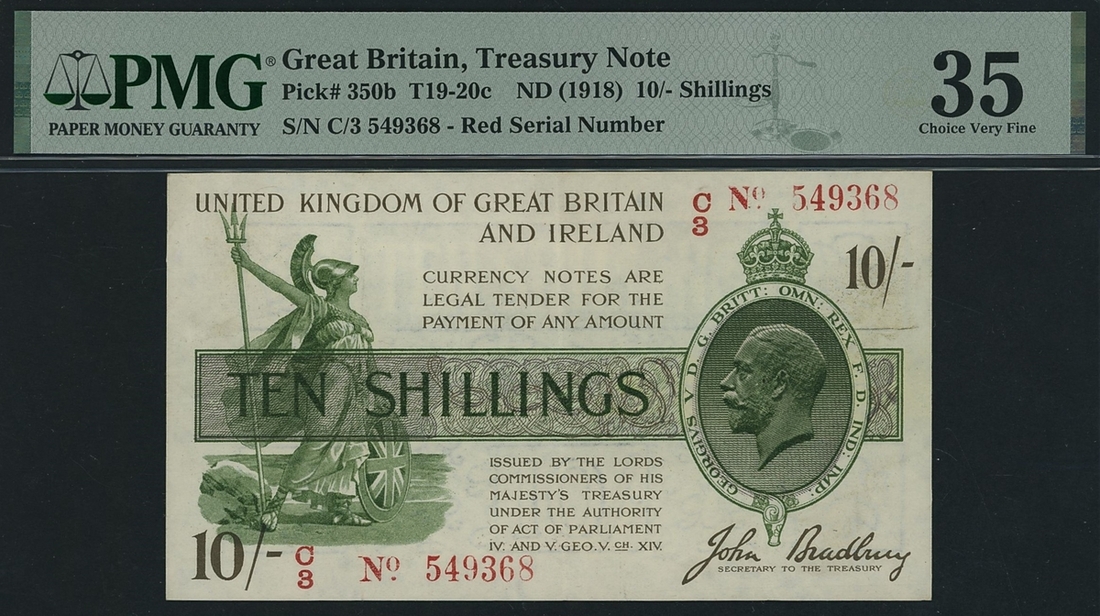 PMG®
PAPER MONEY GUARANTY
Great Britain, Treasury Note
Pick# 350b T19-20c ND (1918) 10/- Shillings
S/N C/3 549368 - Red Serial Number
35
Choice Very Fine
UNITED KINGDOM OF GREAT BRITAIN
AND IRELAND
C/3 Nº 549368
10/-
CURRENCY NOTES ARE
LEGAL TENDER FOR THE
PAYMENT OF ANY AMOUNT
GEORGIVS V D. G. BRITT: OMN: REX F. D. IND: IMP:
TEN SHILLINGS
ISSUED BY THE LORDS
COMMISSIONERS OF HIS
MAJESTY'S TREASURY
UNDER THE AUTHORITY
OF ACT OF PARLIAMENT
IV. AND V. GEO. V. CH. XIV.
10/-
C/3 Nº 549368
John Bradbury
SECRETARY TO THE TREASURY